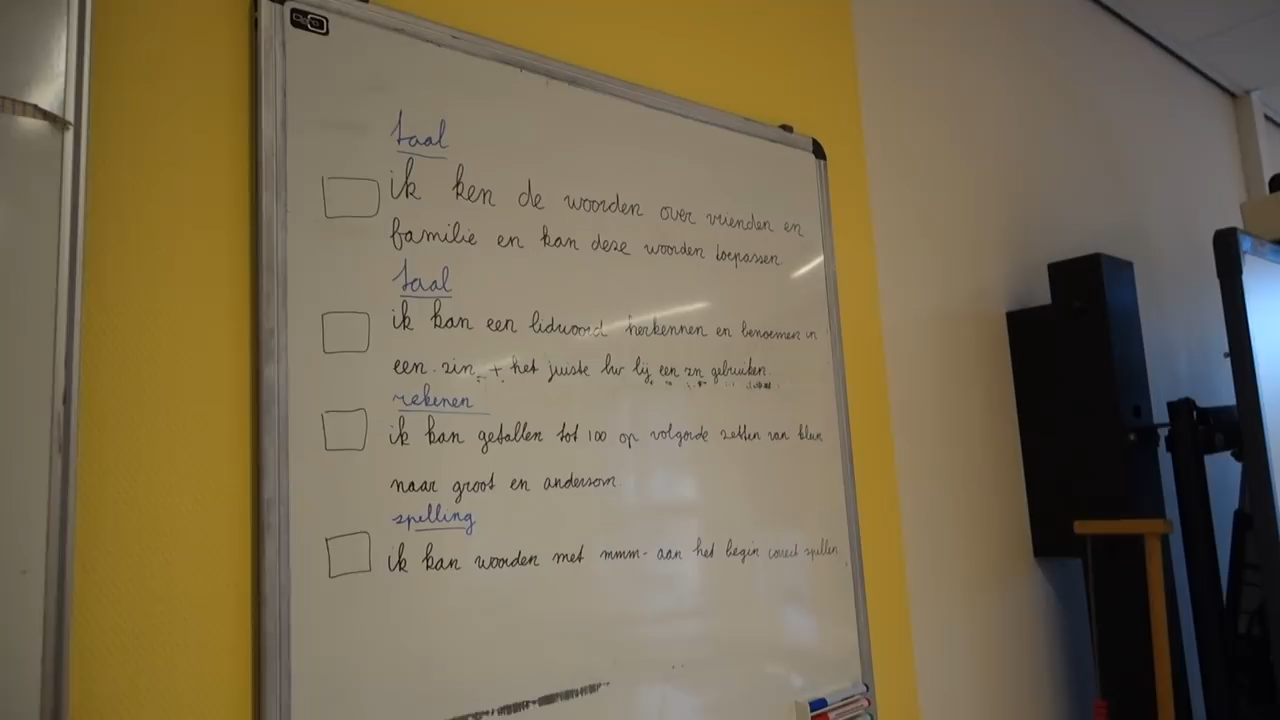 taal
ik ken de woorden over vrienden en
familie en kan deze woorden toepassen
taal
ik kan een lidwoord herkennen en benoemen in
een zin + het juiste lw bij een zn gebruiken.
rekenen
ik kan getallen tot 100 op volgorde zetten van klein
naar groot en andersom.
spelling
ik kan woorden met mmm- aan het begin correct spellen.